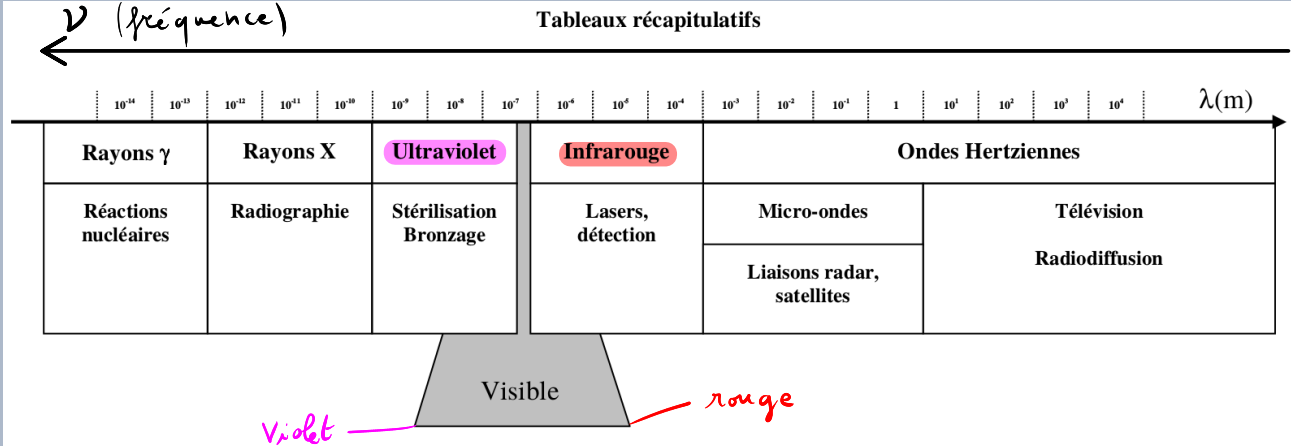 ν (fréquence)
Tableaux récapitulatifs
10⁻¹⁴ 10⁻¹³ 10⁻¹² 10⁻¹¹ 10⁻¹⁰ 10⁻⁹ 10⁻⁸ 10⁻⁷ 10⁻⁶ 10⁻⁵ 10⁻⁴ 10⁻³ 10⁻² 10⁻¹ 1 10¹ 10² 10³ 10⁴ λ(m)
Rayons γ Rayons X Ultraviolet Infrarouge Ondes Hertziennes
Réactions
nucléaires
Radiographie
Stérilisation
Bronzage
Lasers,
détection
Micro-ondes
Liaisons radar,
satellites
Télévision
Radiodiffusion
Visible
Violet
rouge